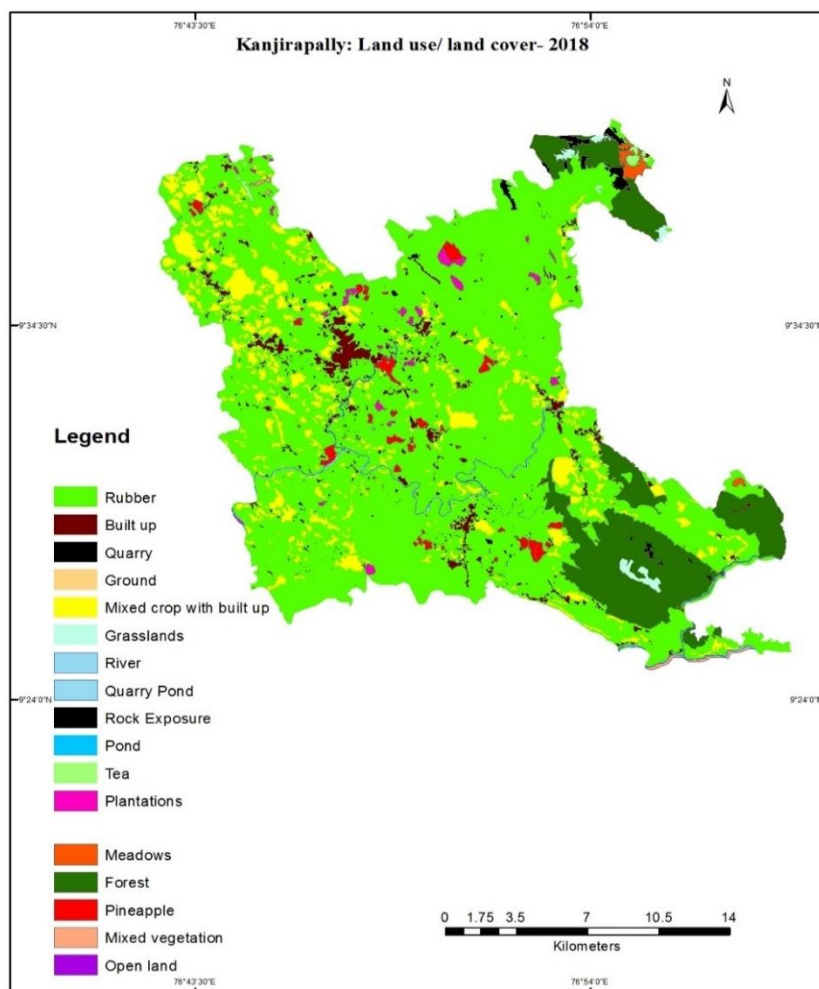 76°43'30"E
76°54'0"E
Kanjirapally: Land use/ land cover- 2018
N
9°34'30"N
9°34'30"N
Legend
Rubber
Built up
Quarry
Ground
Mixed crop with built up
Grasslands
River
Quarry Pond
Rock Exposure
Pond
Tea
Plantations
Meadows
Forest
Pineapple
Mixed vegetation
Open land
9°24'0"N
9°24'0"N
0 1.75 3.5 7 10.5 14
Kilometers
76°43'30"E
76°54'0"E